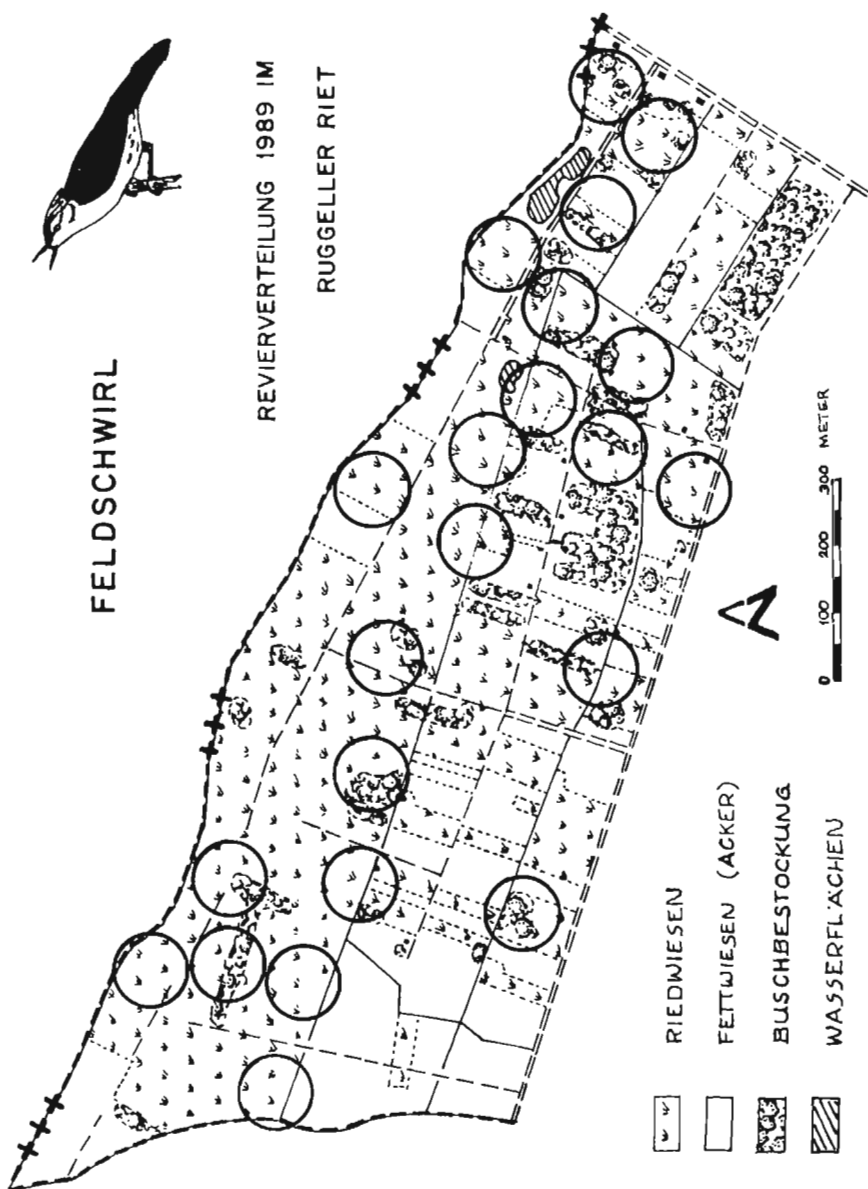 FELDSCHWIRL
REVIERVERTEILUNG 1989 IM
RUGGELLER RIET
RIEDWIESEN
FETTWIESEN (ACKER)
BUSCHBESTOCKUNG
WASSERFLÄCHEN
N
0 100 200 300 METER